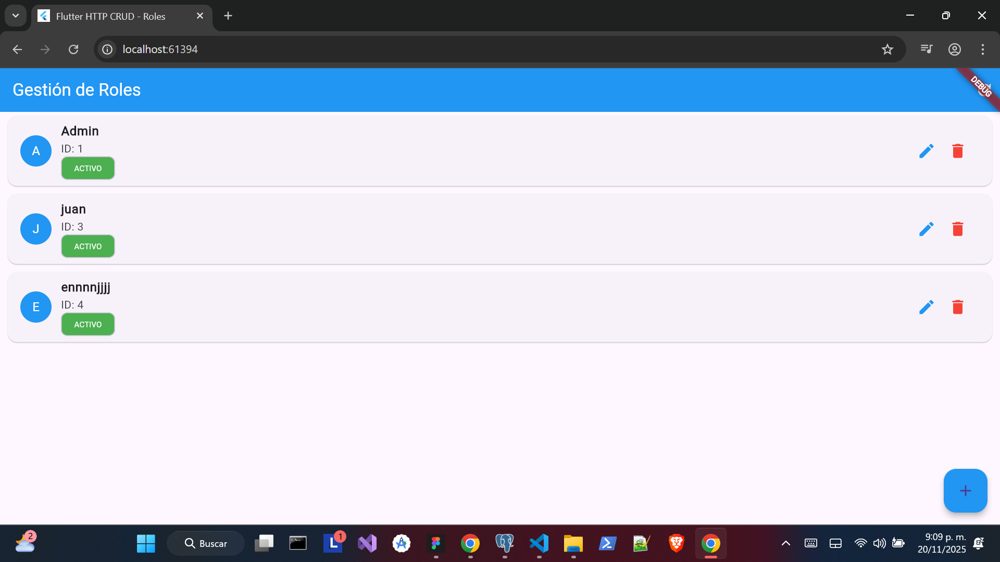 Flutter HTTP CRUD - Roles
localhost:61394
Gestión de Roles
DEBUG
A
Admin
ID: 1
ACTIVO
J
juan
ID: 3
ACTIVO
E
ennnnjjjj
ID: 4
ACTIVO
2
Buscar
L
1
9:09 p. m.
20/11/2025